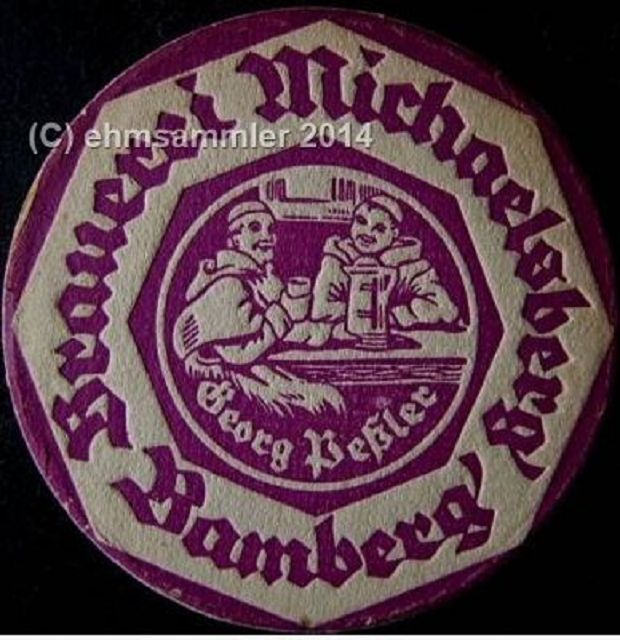 Brauerei Michaelsberg
Bamberg
Georg Peßler
(C) ehmsammler 2014